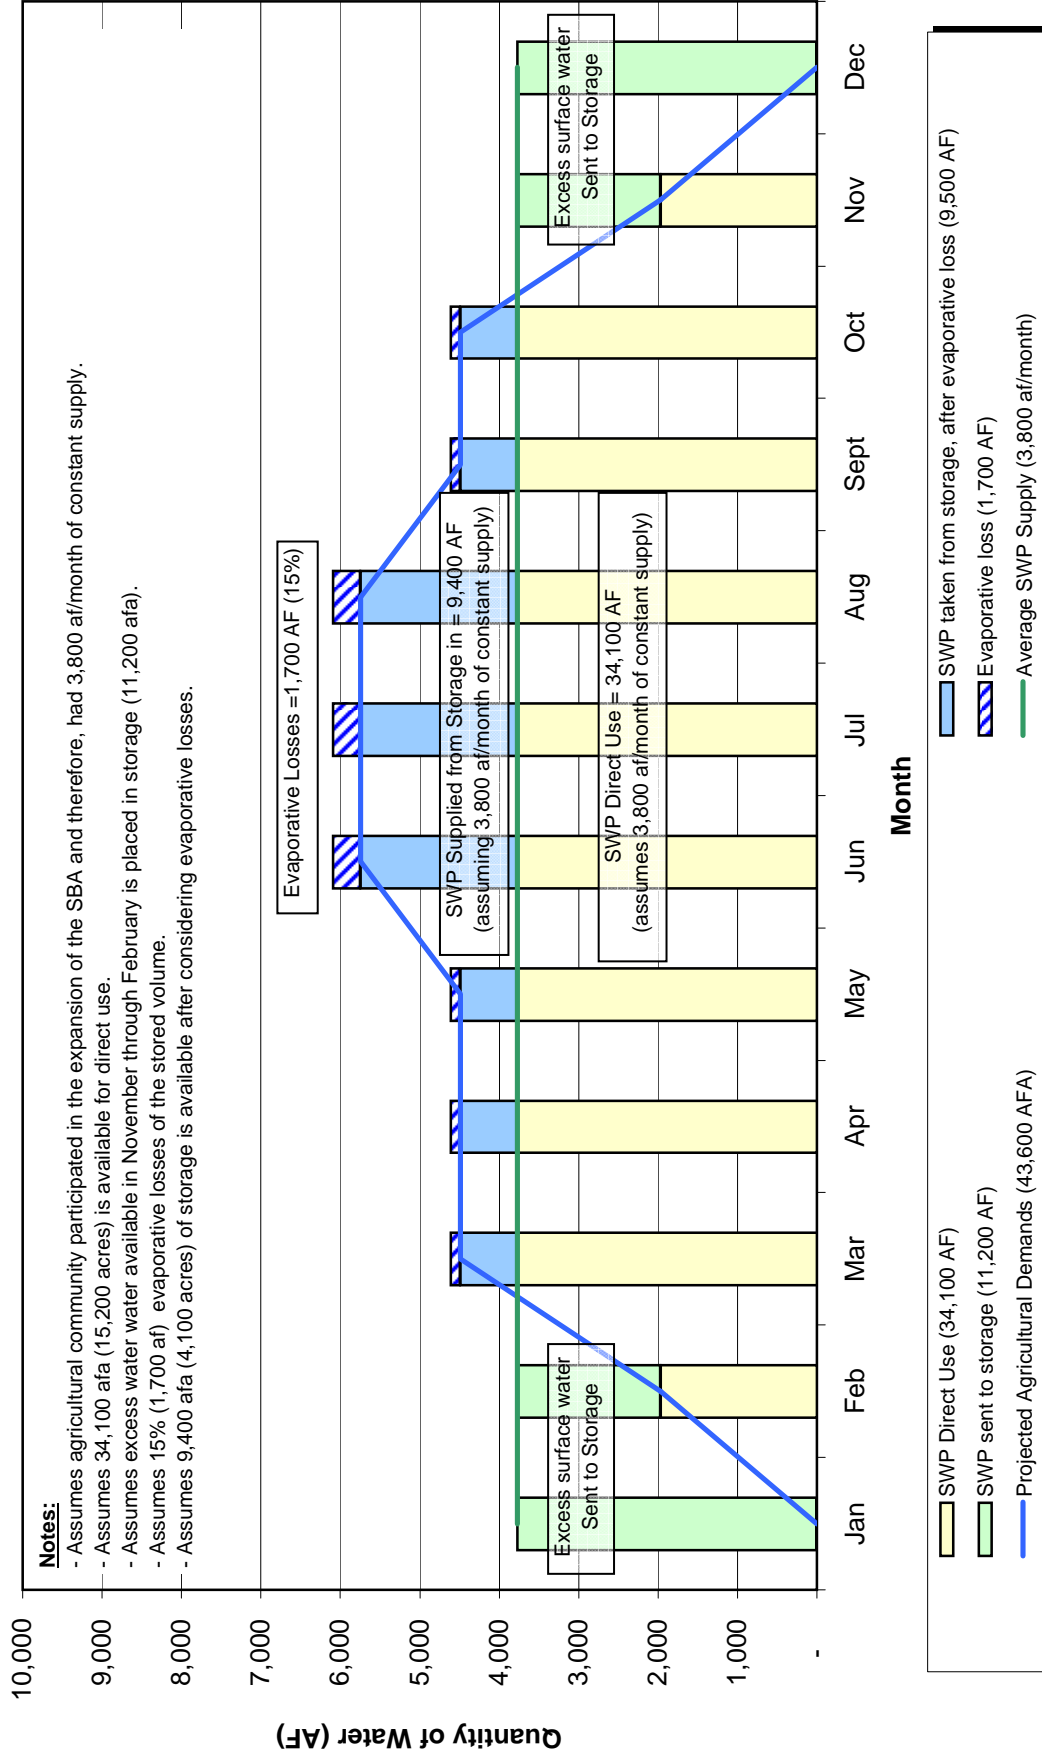 Notes:
- Assumes agricultural community participated in the expansion of the SBA and therefore, had 3,800 af/month of constant supply.
- Assumes 34,100 afa (15,200 acres) is available for direct use.
- Assumes excess water water available in November through February is placed in storage (11,200 afa).
- Assumes 15% (1,700 af) evaporative losses of the stored volume.
- Assumes 9,400 afa (4,100 acres) of storage is available after considering evaporative losses.
Quantity of Water (AF)
10,000
9,000
8,000
7,000
6,000
5,000
4,000
3,000
2,000
1,000
-
Evaporative Losses =1,700 AF (15%)
SWP Supplied from Storage in = 9,400 AF
(assuming 3,800 af/month of constant supply)
SWP Direct Use = 34,100 AF
(assumes 3,800 af/month of constant supply)
Excess surface water
Sent to Storage
Excess surface water
Sent to Storage
Jan
Feb
Mar
Apr
May
Jun
Jul
Aug
Sept
Oct
Nov
Dec
Month
SWP Direct Use (34,100 AF)
SWP taken from storage, after evaporative loss (9,500 AF)
SWP sent to storage (11,200 AF)
Evaporative loss (1,700 AF)
Projected Agricultural Demands (43,600 AFA)
Average SWP Supply (3,800 af/month)